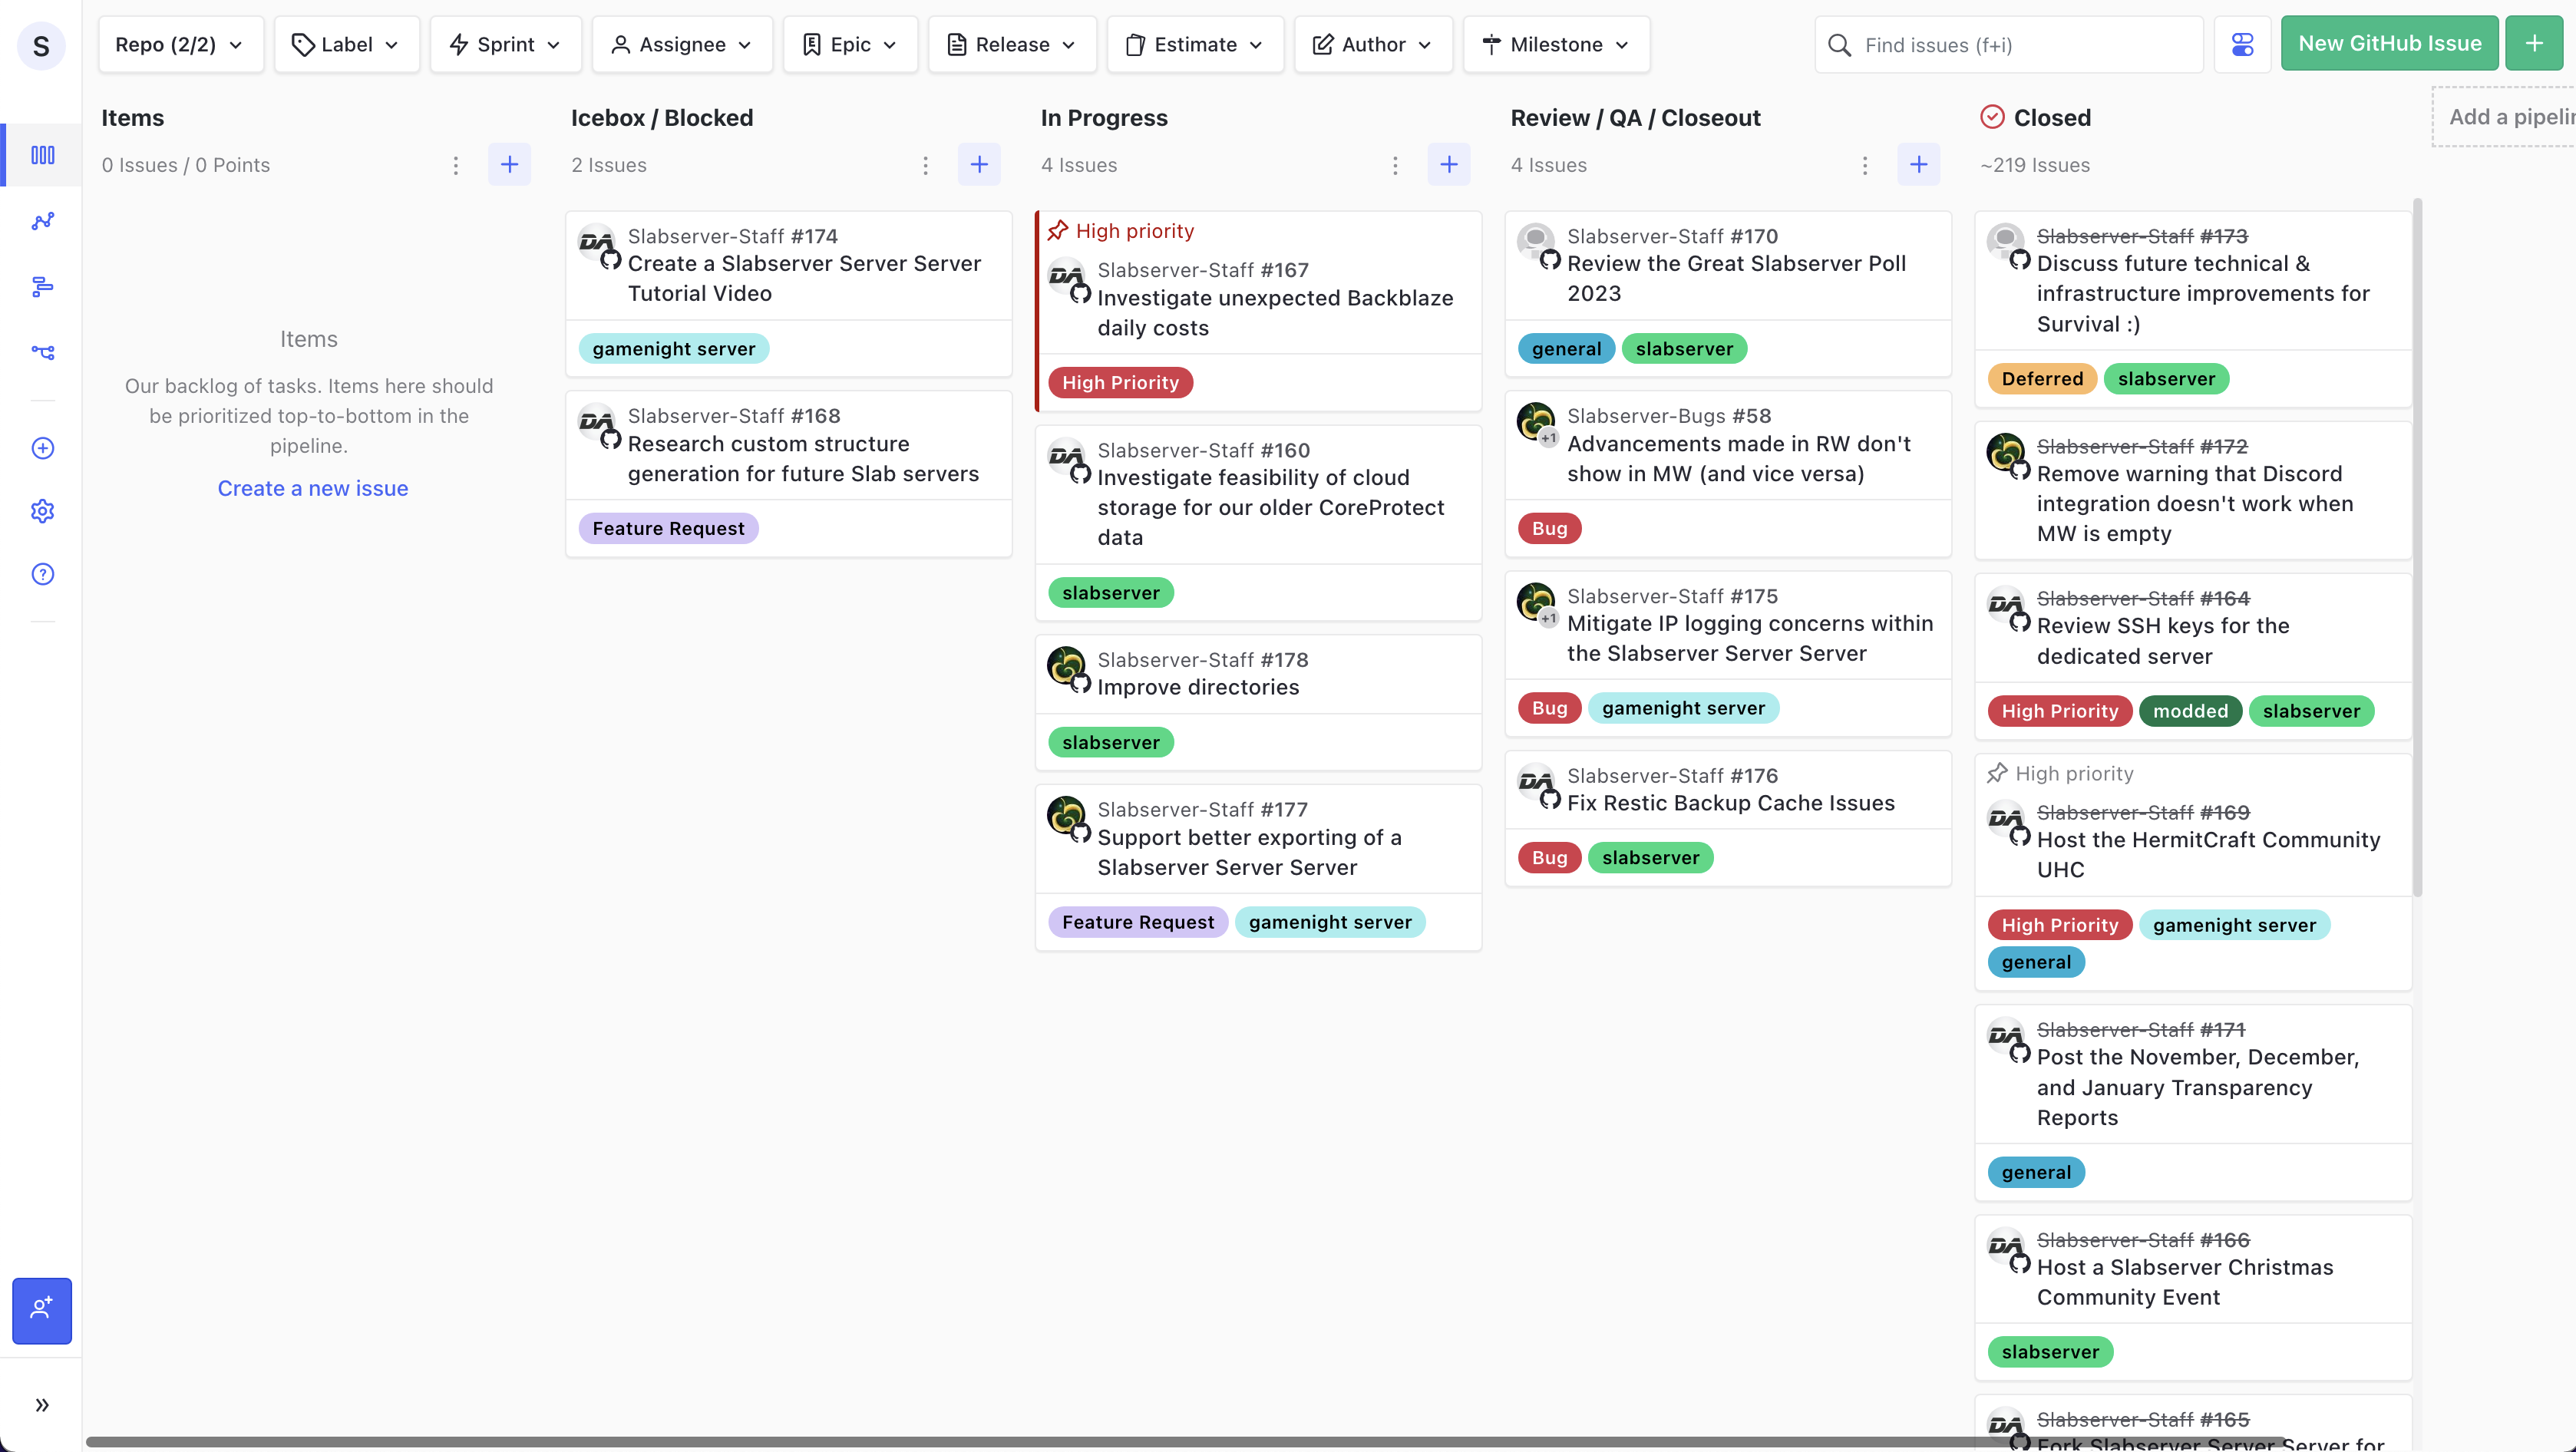 S
Repo (2/2)
Label
Sprint
Assignee
Epic
Release
Estimate
Author
Milestone
Find issues (f+i)
New GitHub Issue
Items
0 Issues / 0 Points
Items
Our backlog of tasks. Items here should
be prioritized top-to-bottom in the
pipeline.
Create a new issue
Icebox / Blocked
2 Issues
Slabserver-Staff #174
Create a Slabserver Server Server
Tutorial Video
gamenight server
Slabserver-Staff #168
Research custom structure
generation for future Slab servers
Feature Request
In Progress
4 Issues
High priority
Slabserver-Staff #167
Investigate unexpected Backblaze
daily costs
High Priority
Slabserver-Staff #160
Investigate feasibility of cloud
storage for our older CoreProtect
data
slabserver
Slabserver-Staff #178
Improve directories
slabserver
Slabserver-Staff #177
Support better exporting of a
Slabserver Server Server
Feature Request gamenight server
Review / QA / Closeout
4 Issues
Slabserver-Staff #170
Review the Great Slabserver Poll
2023
general slabserver
Slabserver-Bugs #58
+1
Advancements made in RW don't
show in MW (and vice versa)
Bug
Slabserver-Staff #175
+1
Mitigate IP logging concerns within
the Slabserver Server Server
Bug gamenight server
Slabserver-Staff #176
Fix Restic Backup Cache Issues
Bug slabserver
Closed
~219 Issues
Slabserver-Staff #173
Discuss future technical &
infrastructure improvements for
Survival :)
Deferred slabserver
Slabserver-Staff #172
Remove warning that Discord
integration doesn't work when
MW is empty
Slabserver-Staff #164
Review SSH keys for the
dedicated server
High Priority modded slabserver
High priority
Slabserver-Staff #169
Host the HermitCraft Community
UHC
High Priority gamenight server
general
Slabserver-Staff #171
Post the November, December,
and January Transparency
Reports
general
Slabserver-Staff #166
Host a Slabserver Christmas
Community Event
slabserver
Slabserver-Staff #165
Fork Slabserver Server Server for
Add a pipelin